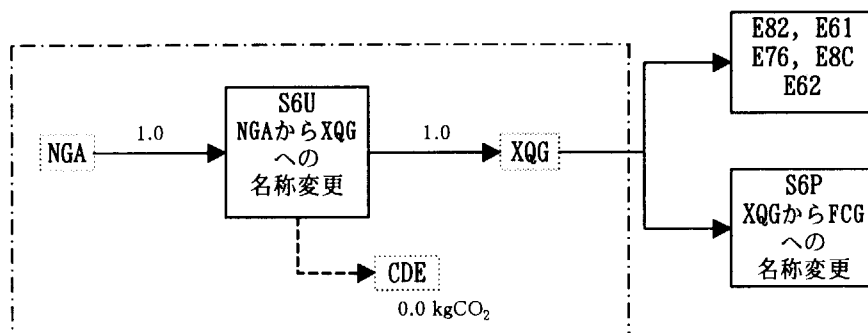 E82, E61
E76, E8C
E62
S6U
NGAからXQG
への
名称変更
1.0
1.0
NGA
XQG
S6P
XQGからFCG
への
名称変更
CDE
0.0 kgCO₂